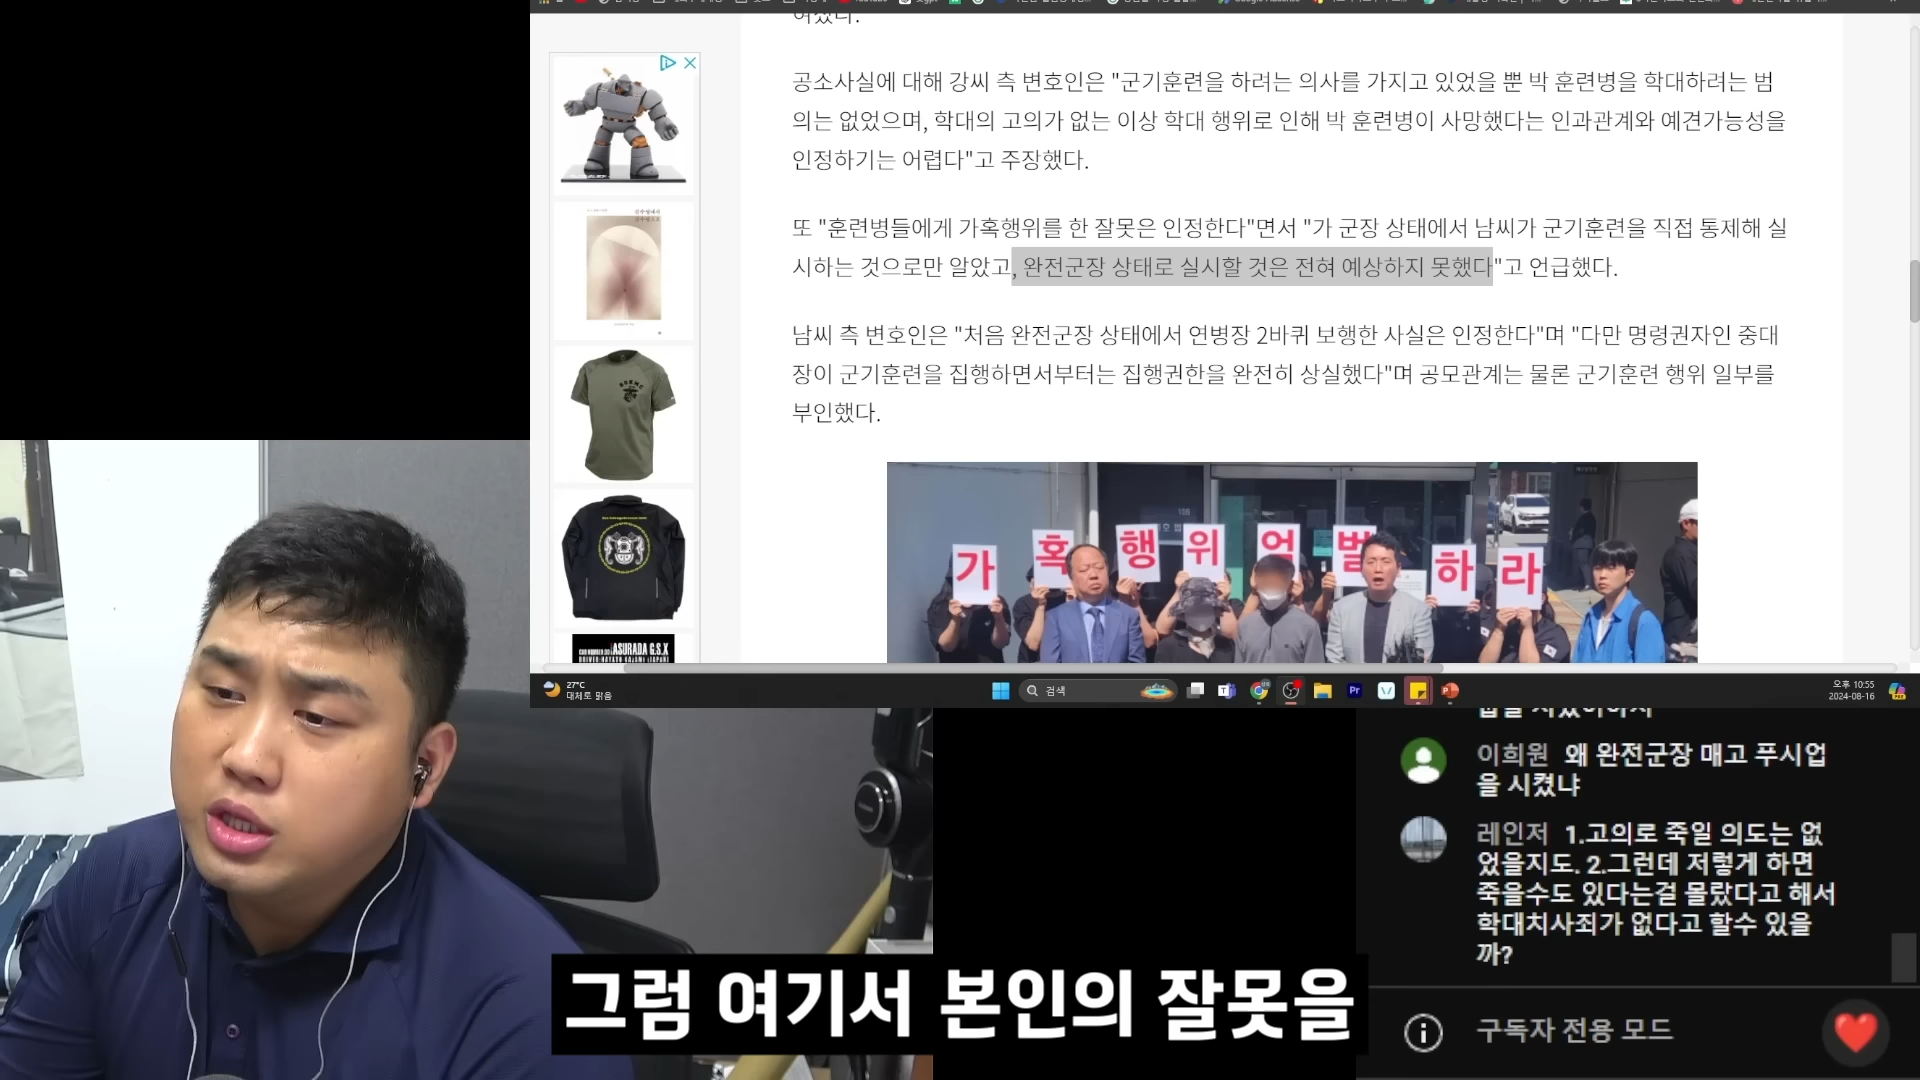 여졌다.
공소사실에 대해 강씨 측 변호인은 "군기훈련을 하려는 의사를 가지고 있었을 뿐 박 훈련병을 학대하려는 범
의는 없었으며, 학대의 고의가 없는 이상 학대 행위로 인해 박 훈련병이 사망했다는 인과관계와 예견가능성을
인정하기는 어렵다"고 주장했다.
또 "훈련병들에게 가혹행위를 한 잘못은 인정한다"면서 "가 군장 상태에서 남씨가 군기훈련을 직접 통제해 실
시하는 것으로만 알았고, 완전군장 상태로 실시할 것은 전혀 예상하지 못했다"고 언급했다.
남씨 측 변호인은 "처음 완전군장 상태에서 연병장 2바퀴 보행한 사실은 인정한다"며 "다만 명령권자인 중대
장이 군기훈련을 집행하면서부터는 집행권한을 완전히 상실했다"며 공모관계는 물론 군기훈련 행위 일부를
부인했다.
가 혹 행 위 엄 벌 하 라
ASURADA G.S.X
27°C
대체로 맑음
검색
오후 10:55
2024-08-16
이희원 왜 완전군장 매고 푸시업
을 시켰냐
레인저 1.고의로 죽일 의도는 없
었을지도. 2.그런데 저렇게 하면
죽을수도 있다는걸 몰랐다고 해서
학대치사죄가 없다고 할수 있을
까?
구독자 전용 모드
그럼 여기서 본인의 잘못을